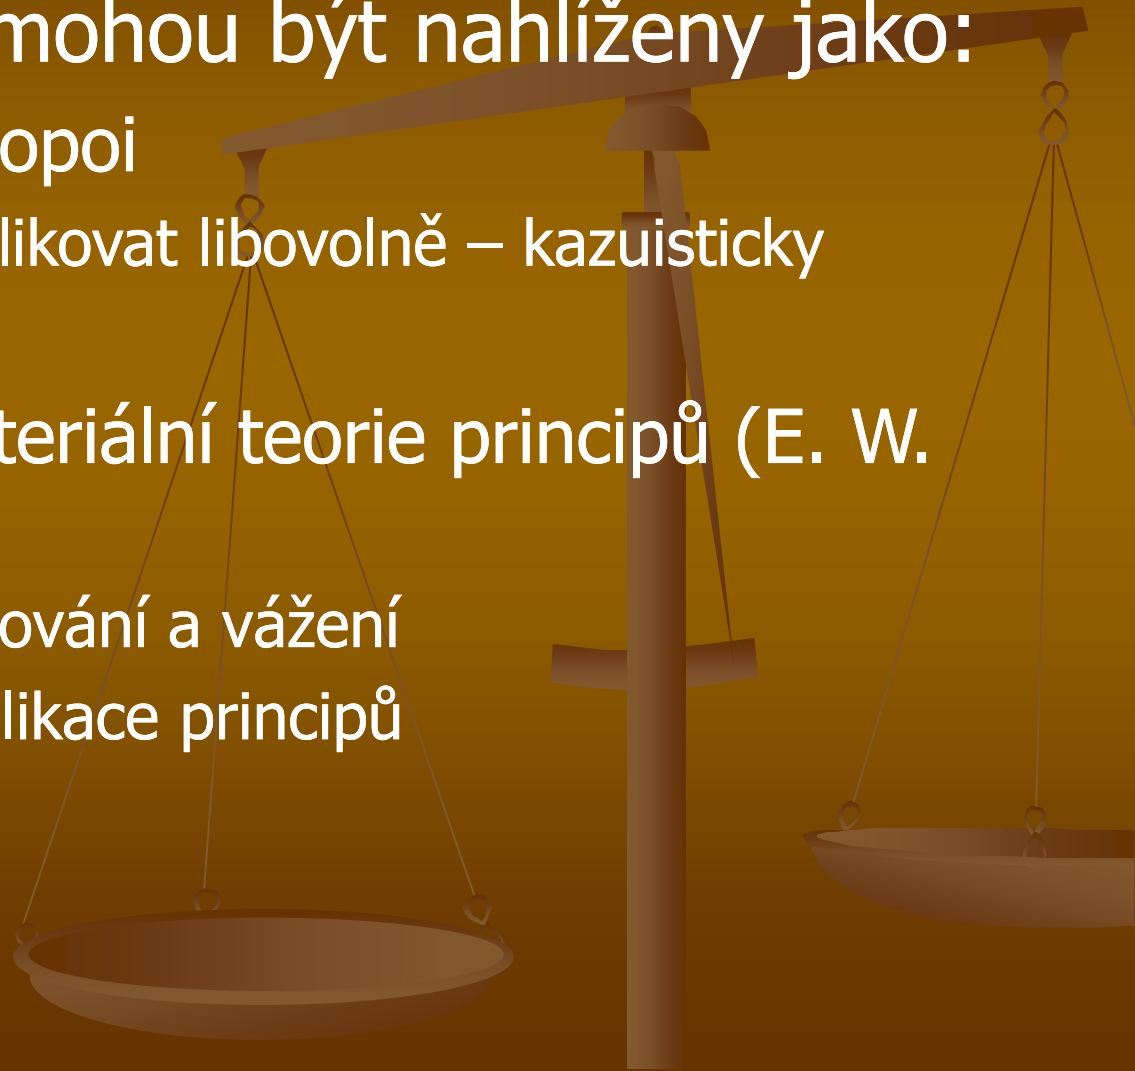 mohou být nahlíženy jako:
opoi
likovat libovolně – kazuisticky
teriální teorie principů (E. W.
ování a vážení
likace principů